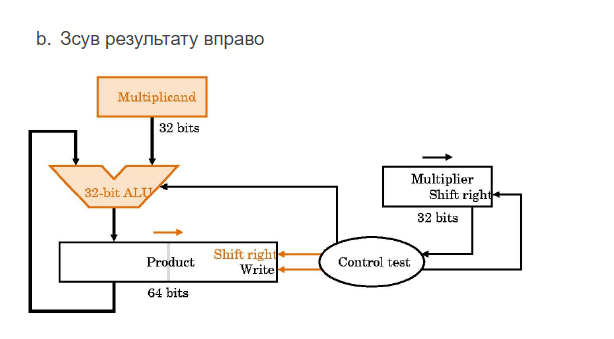 b. Зсув результату вправо
Multiplicand
32 bits
32-bit ALU
Multiplier
Shift right
32 bits
Shift right
Product
Write
Control test
64 bits